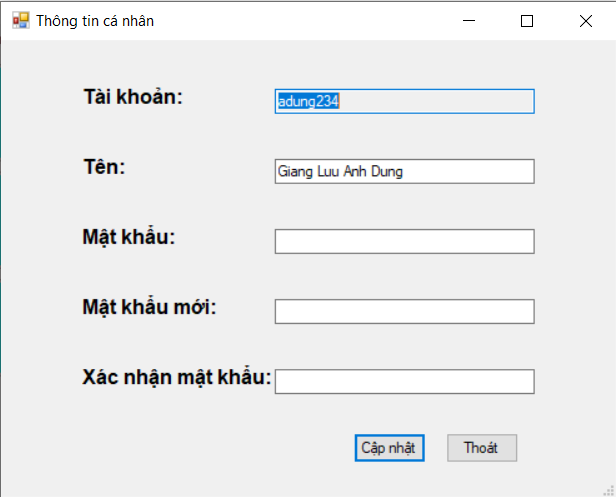 Thông tin cá nhân
Tài khoản: adung234
Tên: Giang Luu Anh Dung
Mật khẩu:
Mật khẩu mới:
Xác nhận mật khẩu:
Cập nhật Thoát